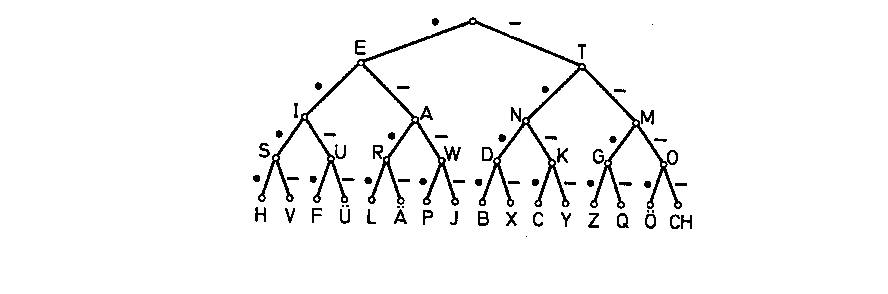 • −
E T
• − • −
I A N M
• − • − • − • −
S U R W D K G O
• − • − • − • − • − • − • − • −
H V F Ü L Ä P J B X C Y Z Q Ö CH